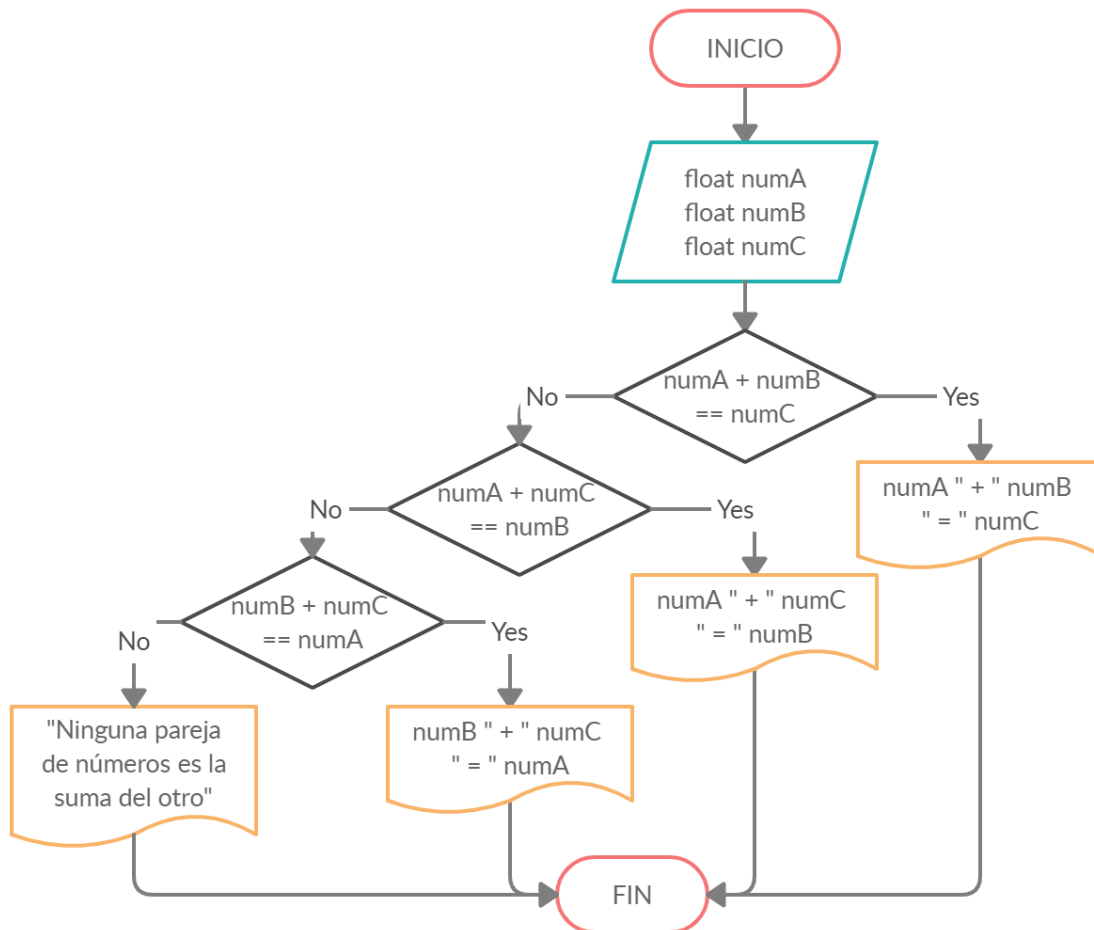 INICIO
float numA
float numB
float numC
numA + numB
== numC
No
Yes
numA " + " numB
" = " numC
numA + numC
== numB
No
Yes
numA " + " numC
" = " numB
numB + numC
== numA
No
Yes
"Ninguna pareja
de números es la
suma del otro"
numB " + " numC
" = " numA
FIN